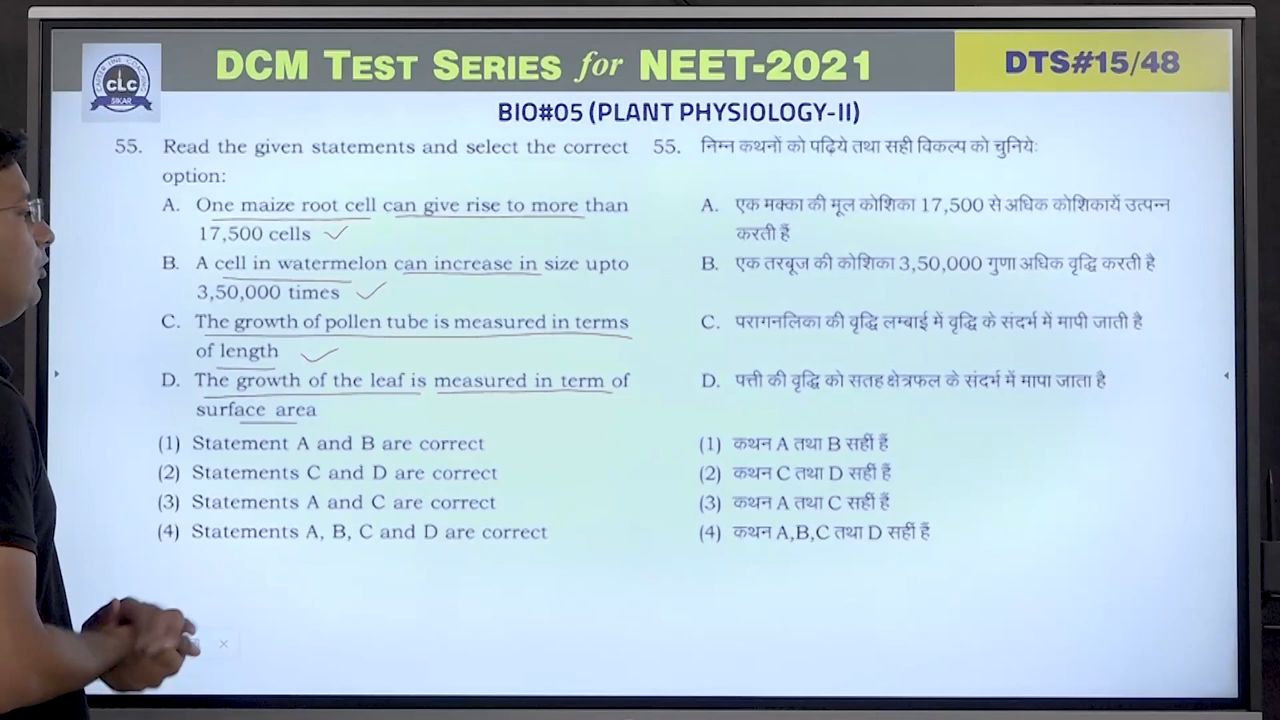 DCM TEST SERIES for NEET-2021
DTS#15/48
CAREER LINE COACHING
CLC
SIKAR
BIO#05 (PLANT PHYSIOLOGY-II)
55. Read the given statements and select the correct
option:
A. One maize root cell can give rise to more than
17,500 cells
B. A cell in watermelon can increase in size upto
3,50,000 times
C. The growth of pollen tube is measured in terms
of length
D. The growth of the leaf is measured in term of
surface area
(1) Statement A and B are correct
(2) Statements C and D are correct
(3) Statements A and C are correct
(4) Statements A, B, C and D are correct
55. निम्न कथनों को पढ़िये तथा सही विकल्प को चुनिये:
A. एक मक्का की मूल कोशिका 17,500 से अधिक कोशिकायें उत्पन्न
करती हैं
B. एक तरबूज की कोशिका 3,50,000 गुणा अधिक वृद्धि करती है
C. परागनलिका की वृद्धि लम्बाई में वृद्धि के संदर्भ में मापी जाती है
D. पत्ती की वृद्धि को सतह क्षेत्रफल के संदर्भ में मापा जाता है
(1) कथन A तथा B सहीं हैं
(2) कथन C तथा D सहीं हैं
(3) कथन A तथा C सहीं हैं
(4) कथन A,B,C तथा D सहीं हैं